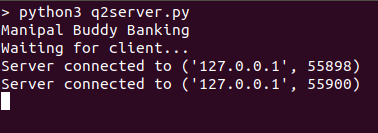 > python3 q2server.py
Manipal Buddy Banking
Waiting for client...
Server connected to ('127.0.0.1', 55898)
Server connected to ('127.0.0.1', 55900)